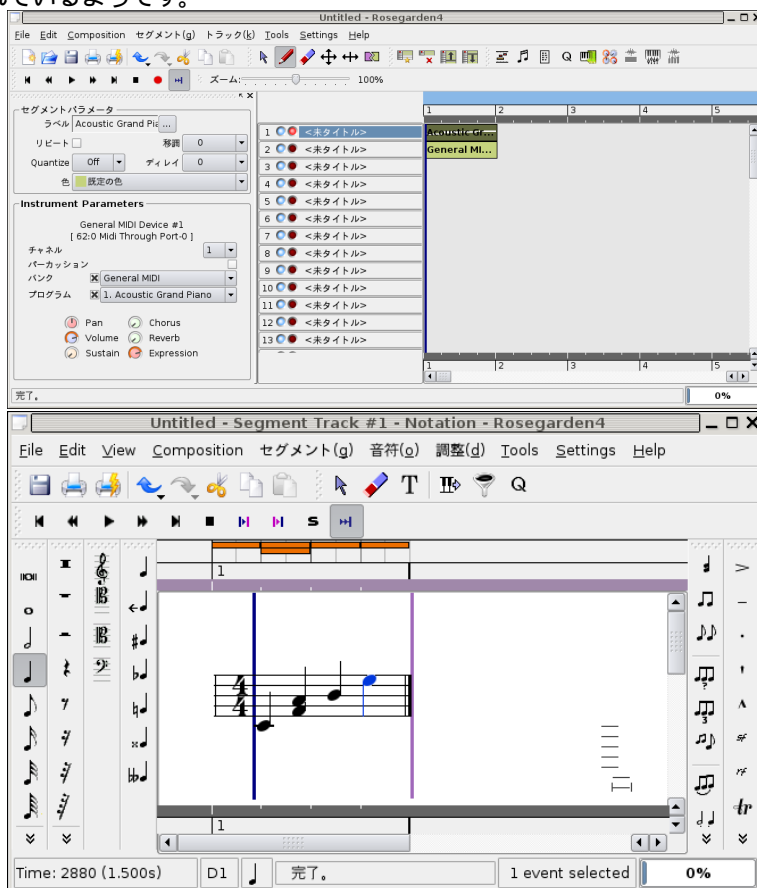 ているようです。
Untitled - Rosegarden4
File Edit Composition セグメント(g) トラック(k) Tools Settings Help
ズーム: 100%
セグメントパラメータ
ラベル Acoustic Grand Pia ...
リピート 移調 0
Quantize Off ディレイ 0
色 既定の色
Instrument Parameters
General MIDI Device #1
[ 62:0 Midi Through Port-0 ]
チャネル 1
パーカッション
バンク General MIDI
プログラム 1. Acoustic Grand Piano
Pan Chorus
Volume Reverb
Sustain Expression
1 2 3 4 5
1 <未タイトル> Acoustic Gr...
2 <未タイトル> General MI...
3 <未タイトル>
4 <未タイトル>
5 <未タイトル>
6 <未タイトル>
7 <未タイトル>
8 <未タイトル>
9 <未タイトル>
10 <未タイトル>
11 <未タイトル>
12 <未タイトル>
13 <未タイトル>
1 2 3 4 5
完了。 0%
Untitled - Segment Track #1 - Notation - Rosegarden4
File Edit View Composition セグメント(g) 音符(o) 調整(d) Tools Settings Help
T Q
S
1
4
4
1
Time: 2880 (1.500s) D1 完了。 1 event selected 0%